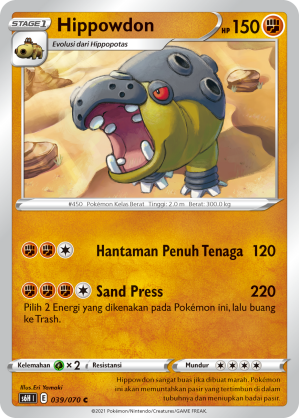 STAGE 1
Hippowdon
HP 150
Evolusi dari Hippopotas
#450 Pokémon Kelas Berat Tinggi: 2.0 m Berat: 300.0 kg
Hantaman Penuh Tenaga 120
Sand Press 220
Pilih 2 Energy yang dikenakan pada Pokémon ini, lalu buang
ke Trash.
Kelemahan × 2 Resistansi Mundur
Illus. Eri Yamaki
s6H I E 039/070 C
Hippowdon sangat buas jika dibuat marah. Pokémon
ini akan memuntahkan pasir yang tersimpan di dalam
tubuhnya dan menciptakan badai pasir.
©2021 Pokémon/Nintendo/Creatures/GAME FREAK